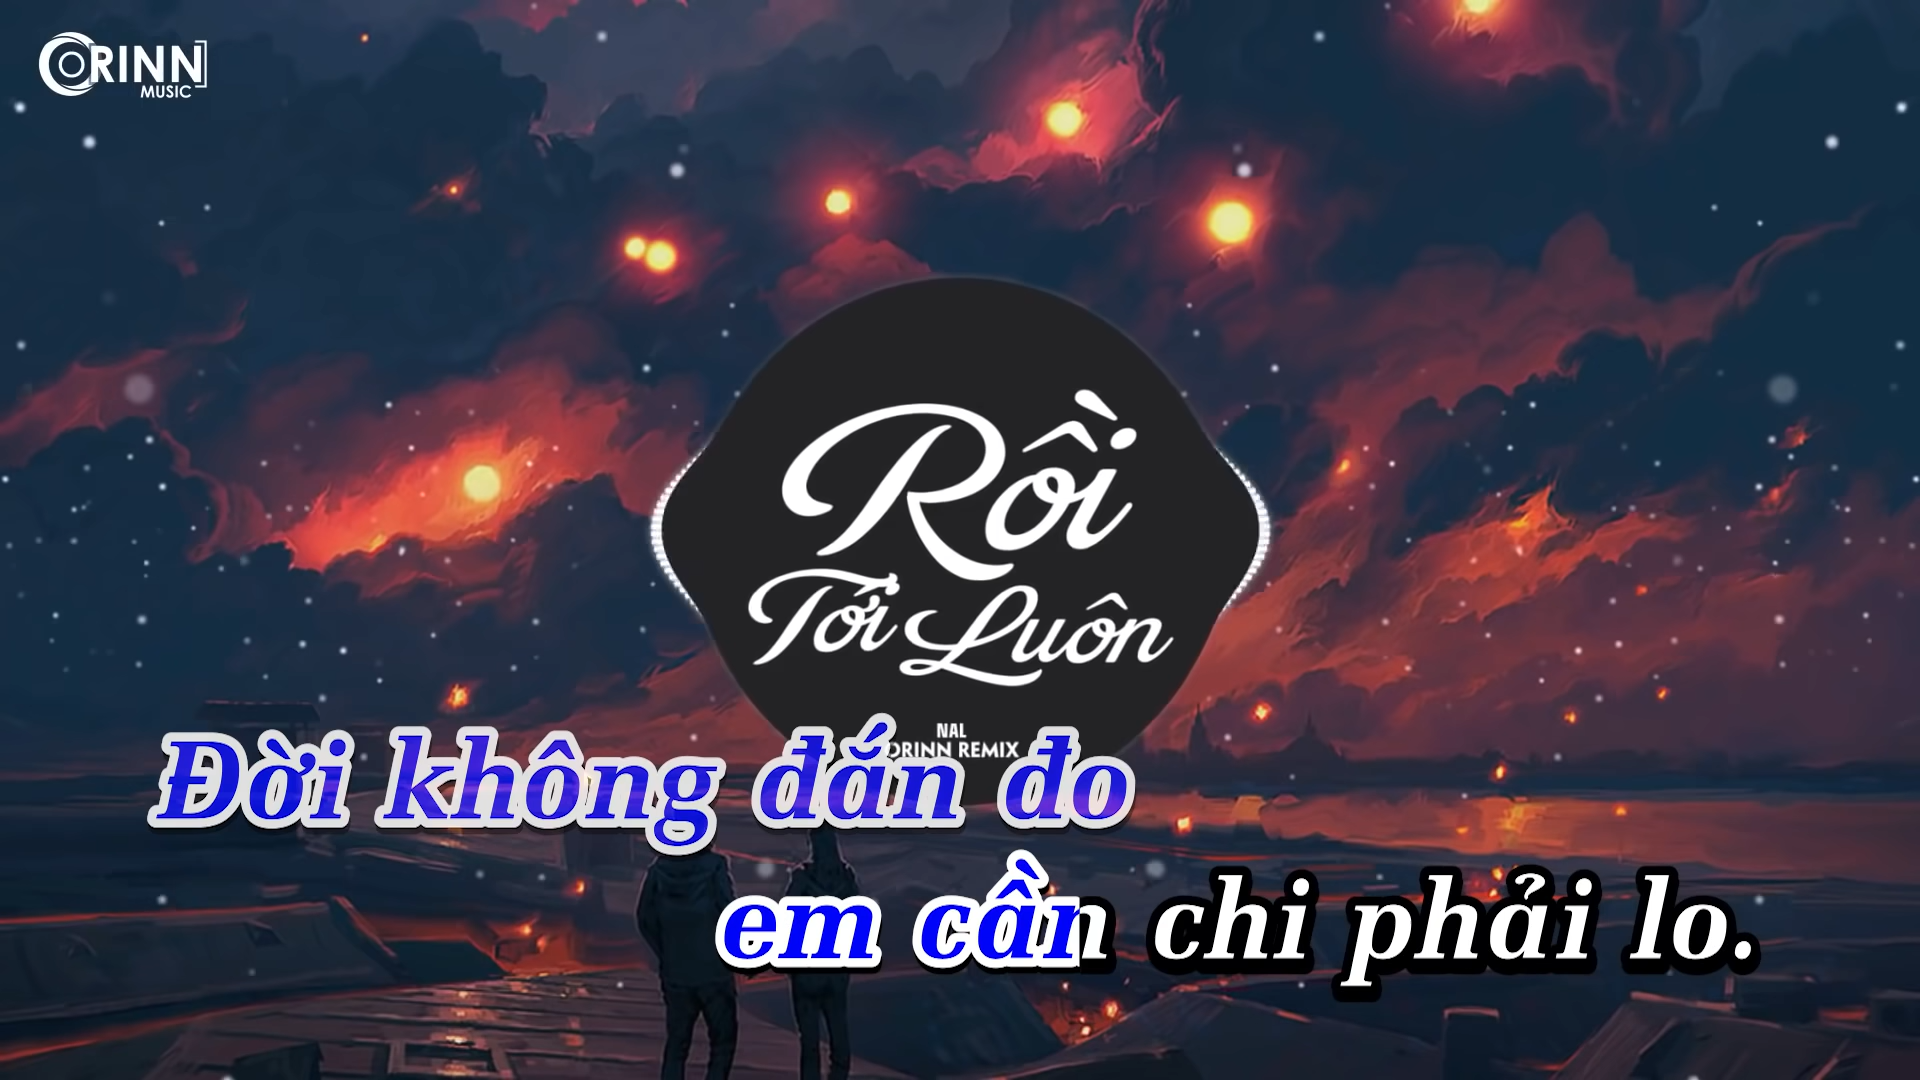 ORINN
MUSIC
Rồi
Tới Luôn
NAL
ORINN REMIX
Đời không đắn đo
em cần chi phải lo.